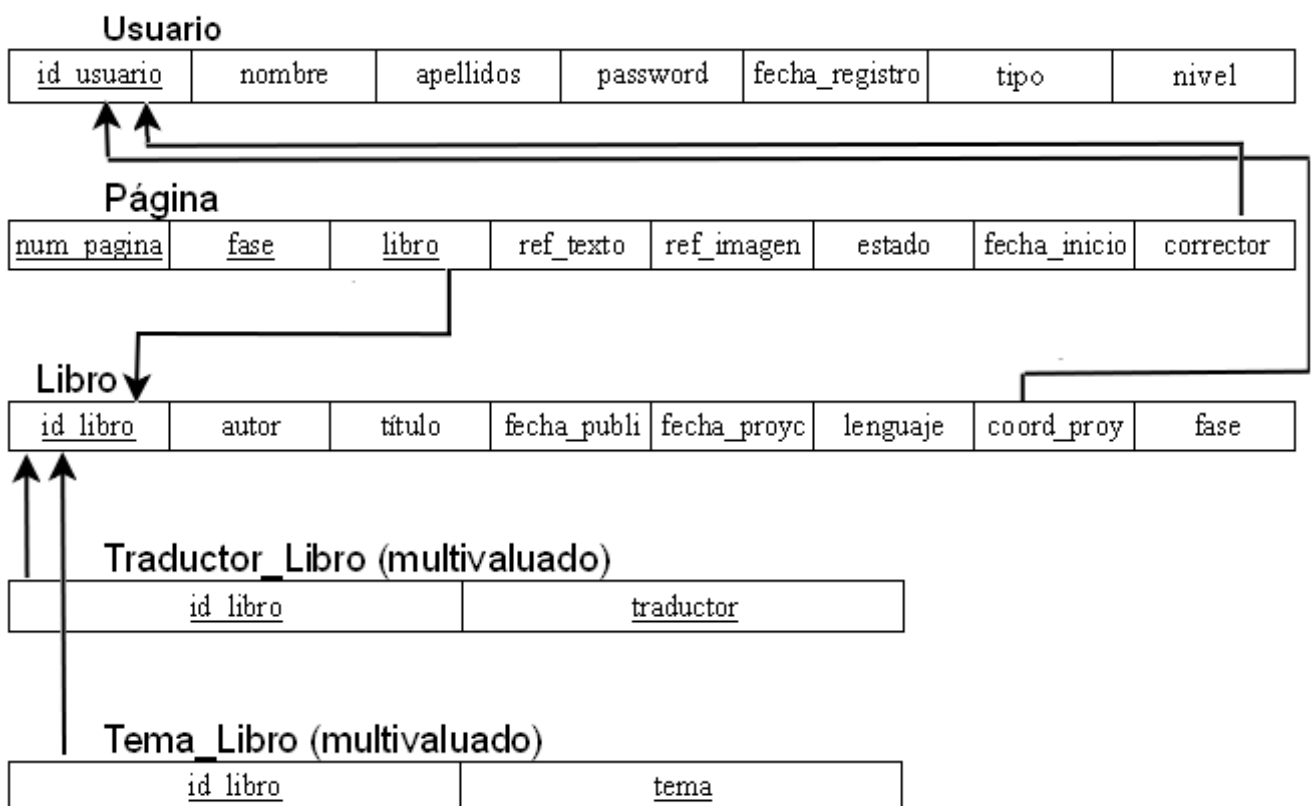 Usuario
id_usuario nombre apellidos password fecha_registro tipo nivel
Página
num_pagina fase libro ref_texto ref_imagen estado fecha_inicio corrector
Libro
id_libro autor título fecha_publi fecha_proyc lenguaje coord_proy fase
Traductor_Libro (multivaluado)
id_libro traductor
Tema_Libro (multivaluado)
id_libro tema